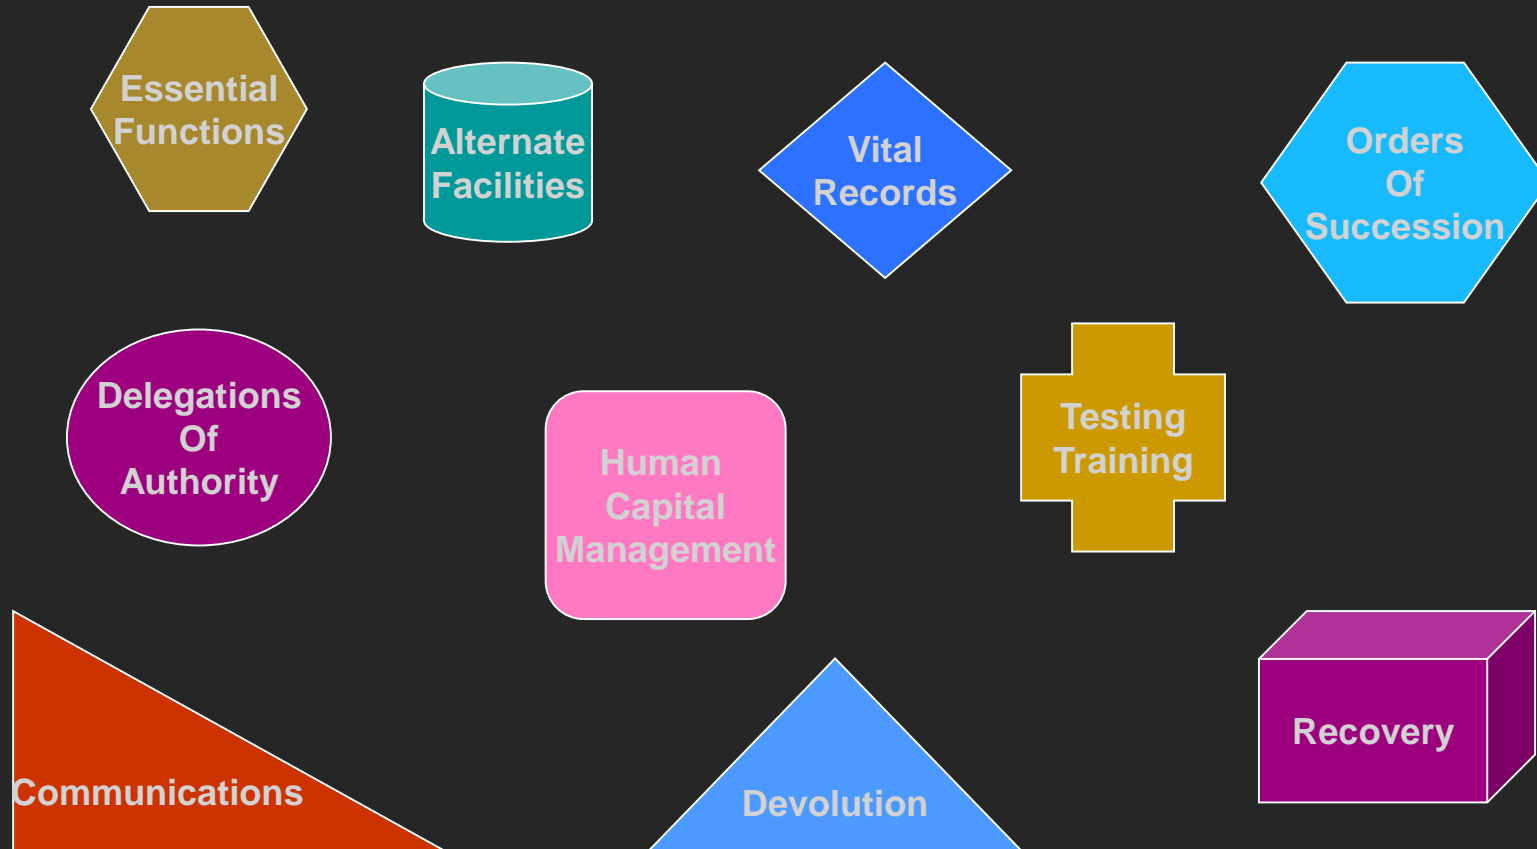 Essential
Functions
Alternate
Facilities
Vital
Records
Orders
Of
Succession
Delegations
Of
Authority
Human
Capital
Management
Testing
Training
Communications
Devolution
Recovery